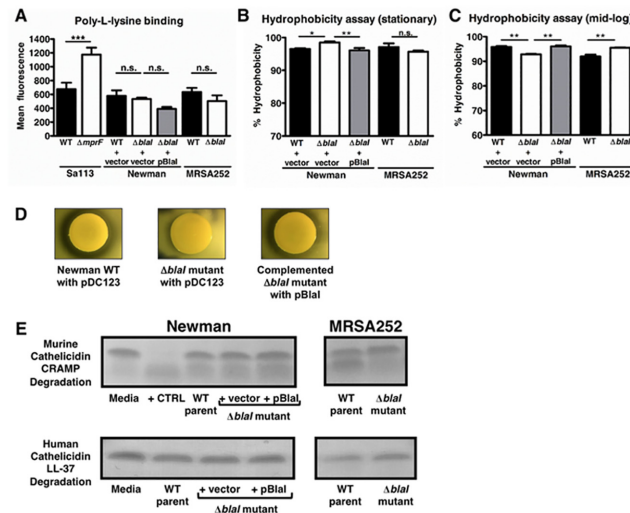 A
Poly-L-lysine binding
Mean fluorescence
1400
1200
1000
800
600
400
200
0
***
n.s. n.s.
n.s.
WT ΔmprF WT ΔblaI ΔblaI WT ΔblaI
+ + +
vector vector pBlaI
Sa113 Newman MRSA252
B
Hydrophobicity assay (stationary)
% Hydrophobicity
100
90
80
70
* **
n.s.
WT ΔblaI ΔblaI WT ΔblaI
+ + +
vector vector pBlaI
Newman MRSA252
C
Hydrophobicity assay (mid-log)
% Hydrophobicity
100
90
80
70
60
** **
**
WT ΔblaI ΔblaI WT ΔblaI
+ + +
vector vector pBlaI
Newman MRSA252
D
Newman WT
with pDC123
ΔblaI mutant
with pDC123
Complemented
ΔblaI mutant
with pBlaI
E
Newman MRSA252
Murine
Cathelicidin
CRAMP
Degradation
Media + CTRL WT
parent
+ vector + pBlaI
ΔblaI mutant
WT
parent
ΔblaI
mutant
Human
Cathelicidin
LL-37
Degradation
Media WT
parent
+ vector + pBlaI
ΔblaI mutant
WT
parent
ΔblaI
mutant